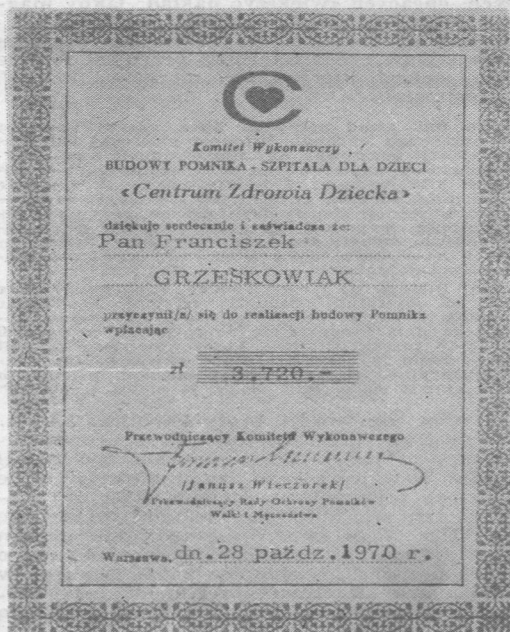 Komitet Wykonawczy
BUDOWY POMNIKA - SZPITALA DLA DZIECI
«Centrum Zdrowia Dziecka»
dziękuje serdecznie i zaświadcza że:
Pan Franciszek
GRZEŚKOWIAK
przyczynił/a/ się do realizacji budowy Pomnika
wpłacając
zł 3.720.-
Przewodniczący Komitetu Wykonawczego
/Janusz Wieczorek/
Przewodniczący Rady Ochrony Pomników
Walki i Męczeństwa
Warszawa, dn. 28 paźdz. 1970 r.